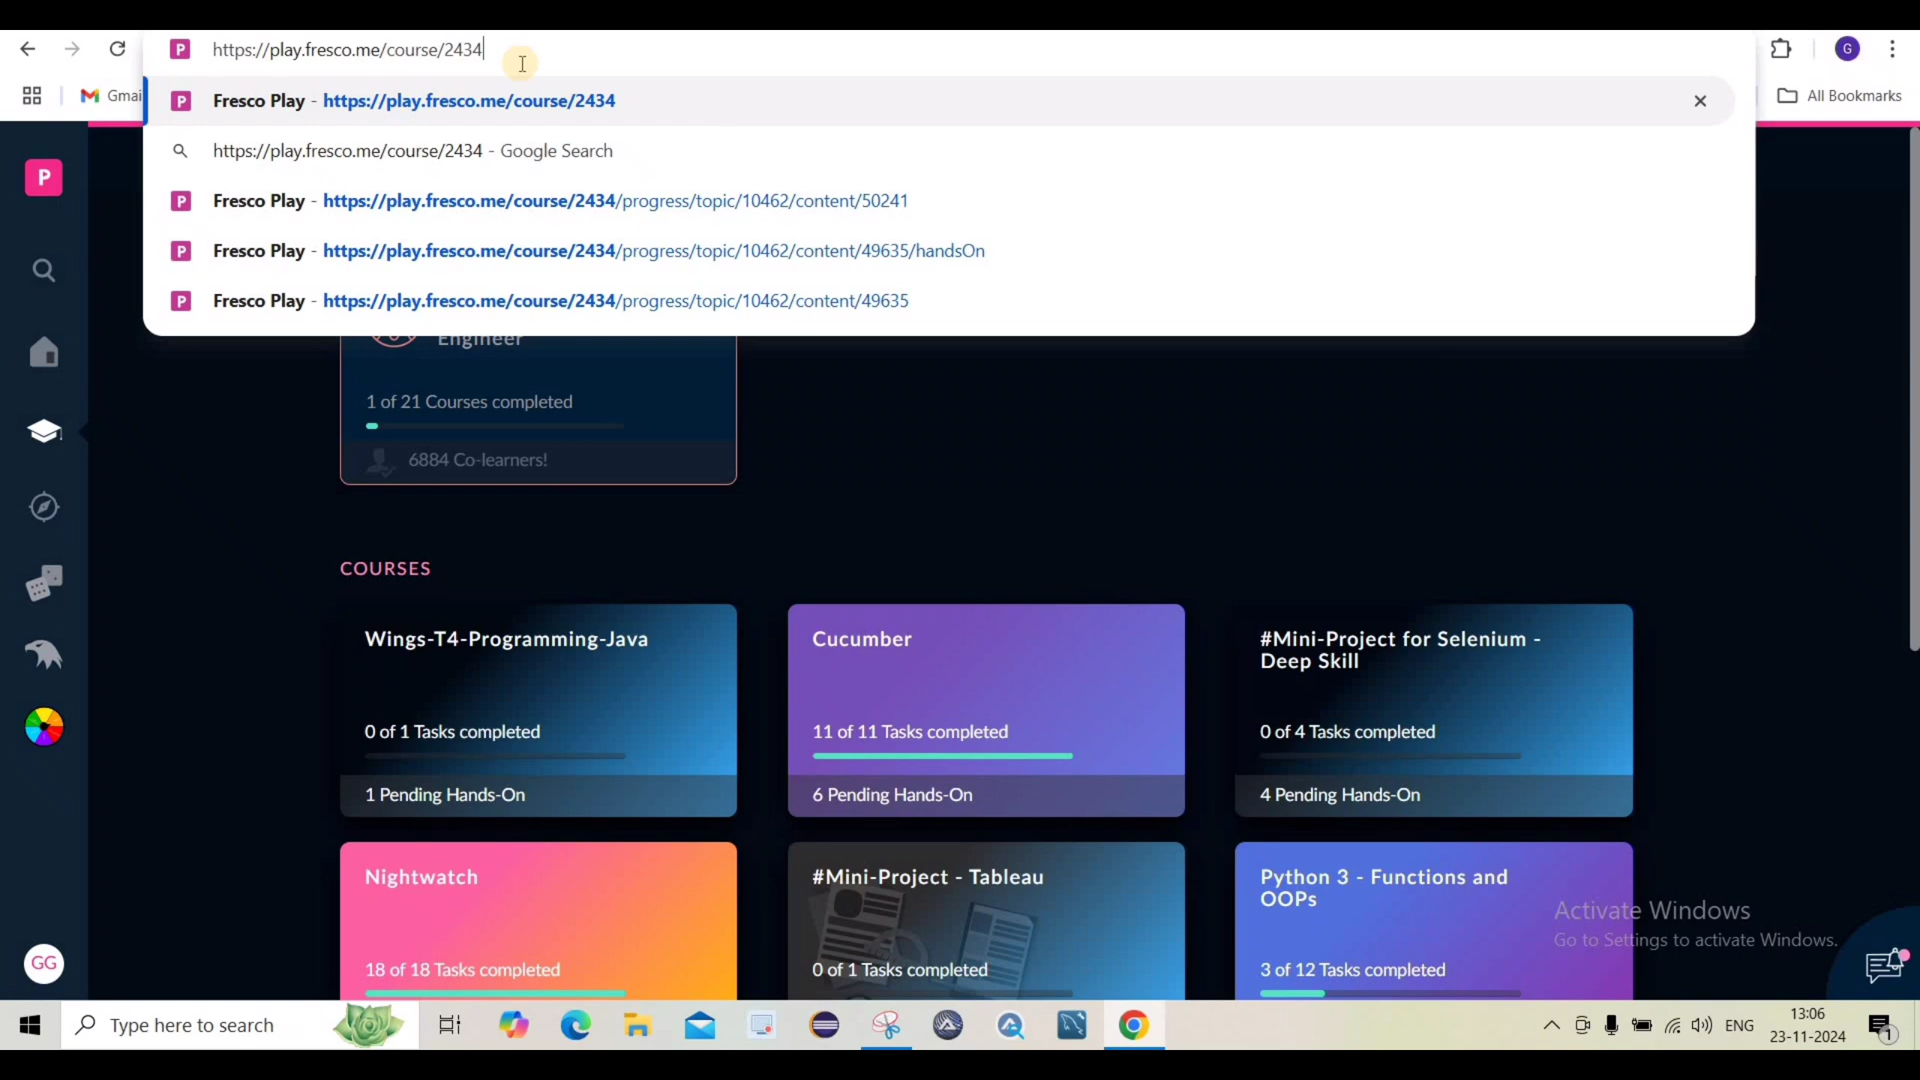 https://play.fresco.me/course/2434
G
Gmai
All Bookmarks
P Fresco Play - https://play.fresco.me/course/2434
https://play.fresco.me/course/2434 - Google Search
P Fresco Play - https://play.fresco.me/course/2434/progress/topic/10462/content/50241
P Fresco Play - https://play.fresco.me/course/2434/progress/topic/10462/content/49635/handsOn
P Fresco Play - https://play.fresco.me/course/2434/progress/topic/10462/content/49635
P
Engineer
1 of 21 Courses completed
6884 Co-learners!
COURSES
Wings-T4-Programming-Java
0 of 1 Tasks completed
1 Pending Hands-On
Cucumber
11 of 11 Tasks completed
6 Pending Hands-On
#Mini-Project for Selenium -
Deep Skill
0 of 4 Tasks completed
4 Pending Hands-On
Nightwatch
18 of 18 Tasks completed
#Mini-Project - Tableau
0 of 1 Tasks completed
Python 3 - Functions and
OOPs
3 of 12 Tasks completed
Activate Windows
Go to Settings to activate Windows.
GG
Type here to search
ENG
13:06
23-11-2024
1